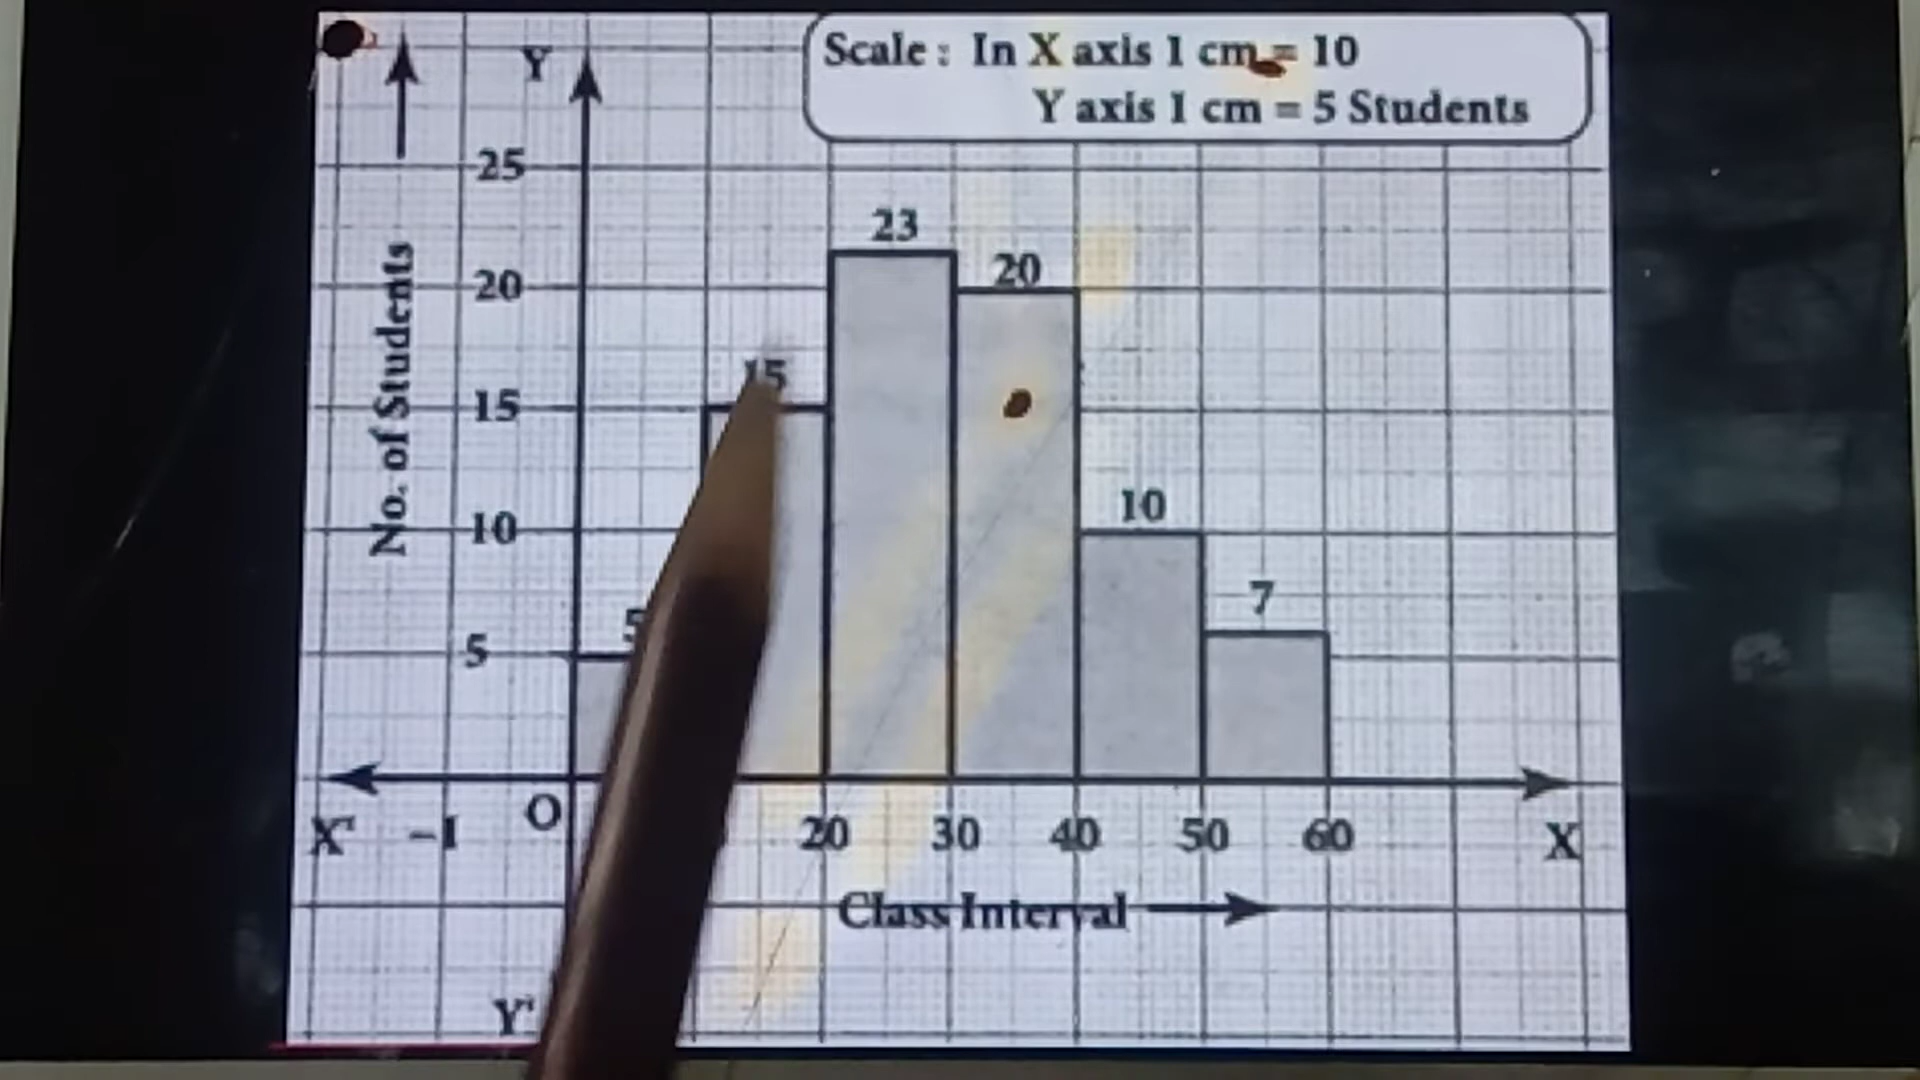 Scale : In X axis 1 cm = 10
Y axis 1 cm = 5 Students
Y
25
23
20
20
15
15
No. of Students
10
10
7
5
5
O
X' -1 20 30 40 50 60 X
Class Interval
Y'